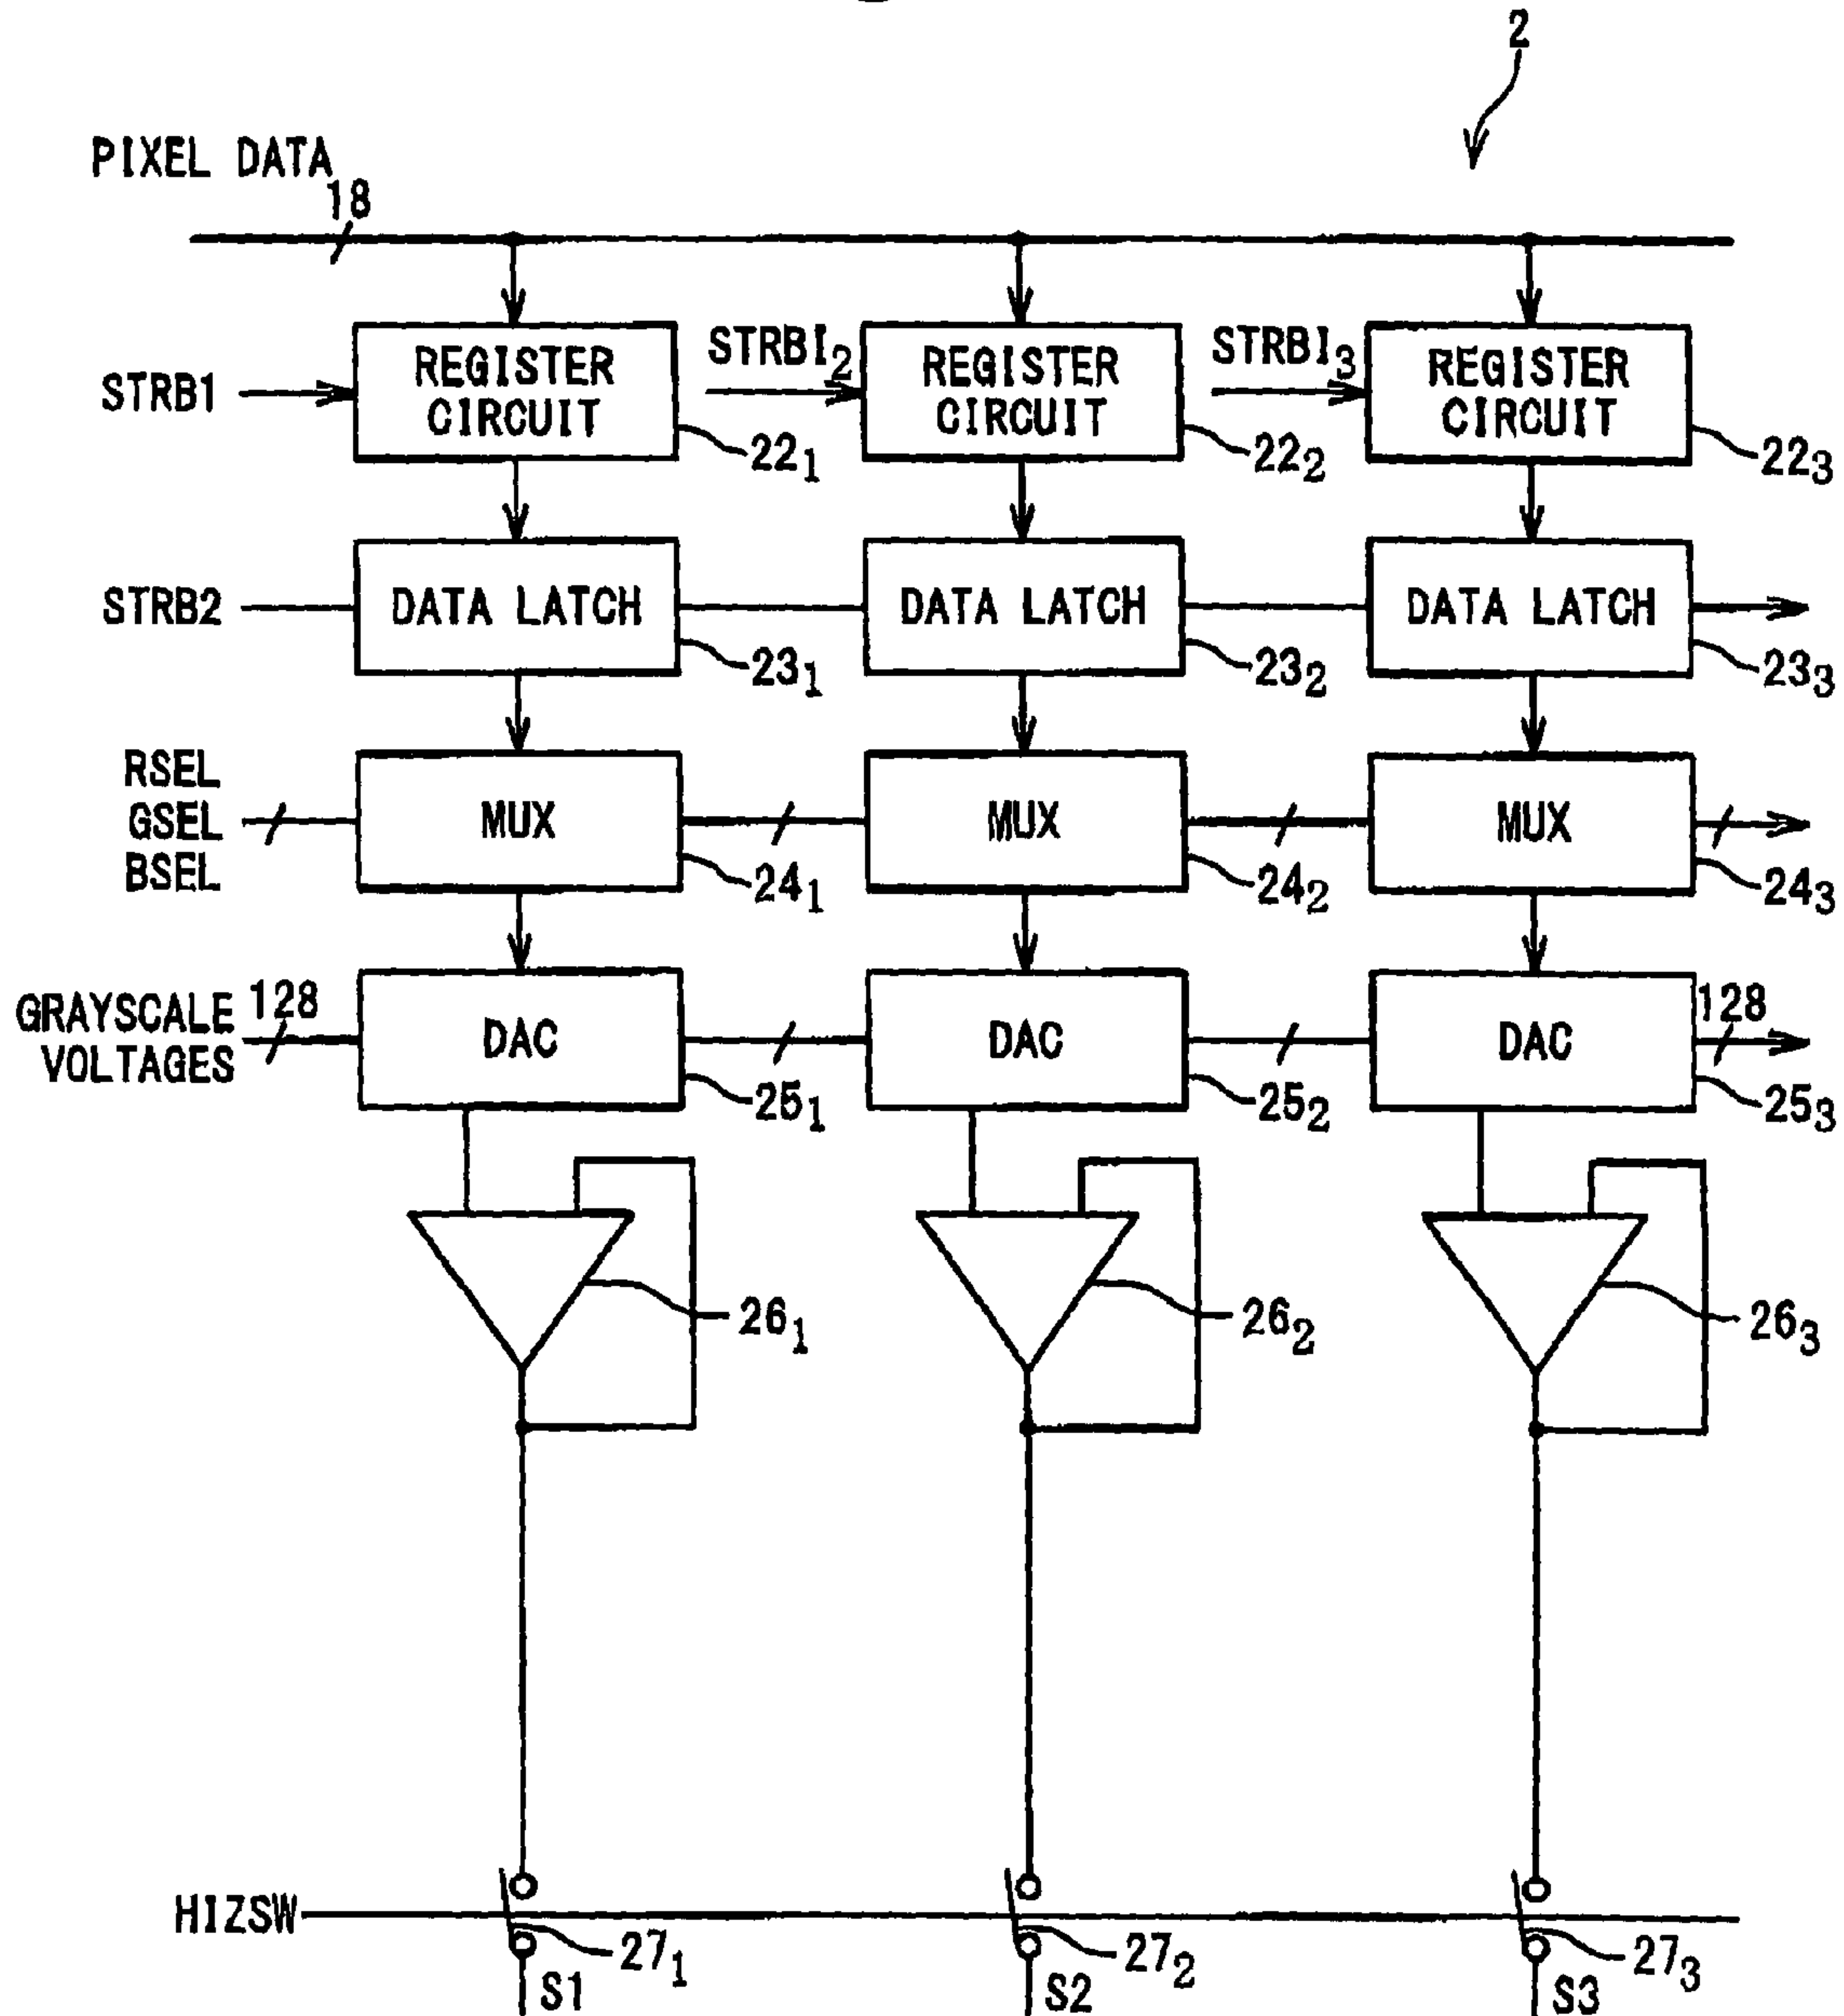 2
PIXEL DATA
18
STRB1
REGISTER CIRCUIT
22₁
STRBI₂
REGISTER CIRCUIT
22₂
STRBI₃
REGISTER CIRCUIT
22₃
STRB2
DATA LATCH
23₁
DATA LATCH
23₂
DATA LATCH
23₃
RSEL
GSEL
BSEL
MUX
24₁
MUX
24₂
MUX
24₃
GRAYSCALE VOLTAGES
128
DAC
25₁
DAC
25₂
DAC
128
25₃
26₁
26₂
26₃
HIZSW
27₁
27₂
27₃
S1
S2
S3